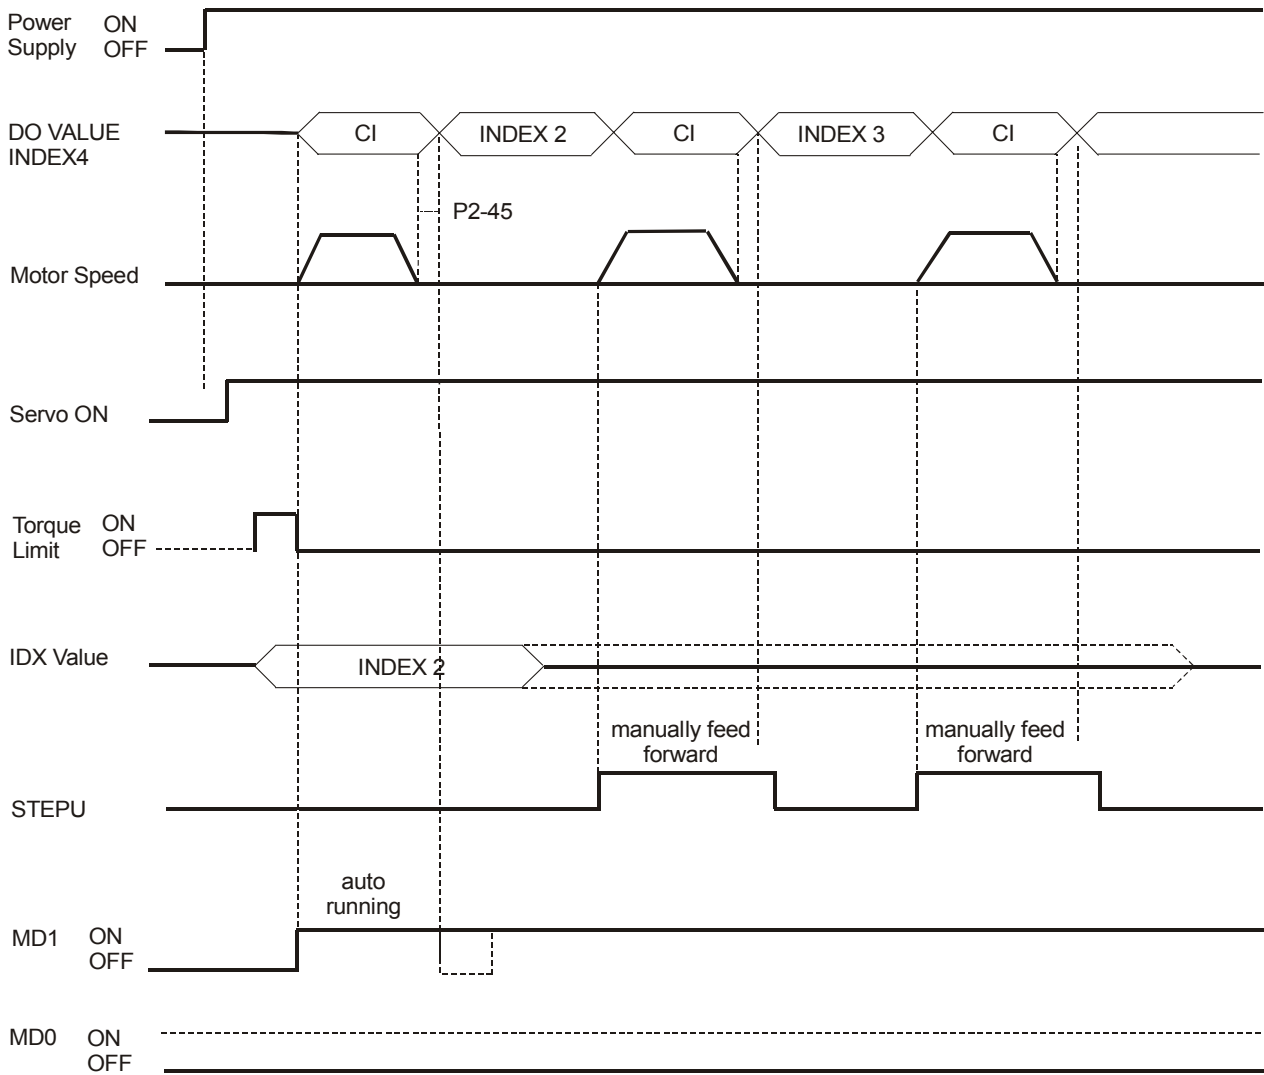 Power ON
Supply OFF
DO VALUE
INDEX4
CI
INDEX 2
CI
INDEX 3
CI
P2-45
Motor Speed
Servo ON
Torque ON
Limit OFF
IDX Value
INDEX 2
manually feed
forward
manually feed
forward
STEPU
auto
running
MD1 ON
OFF
MD0 ON
OFF